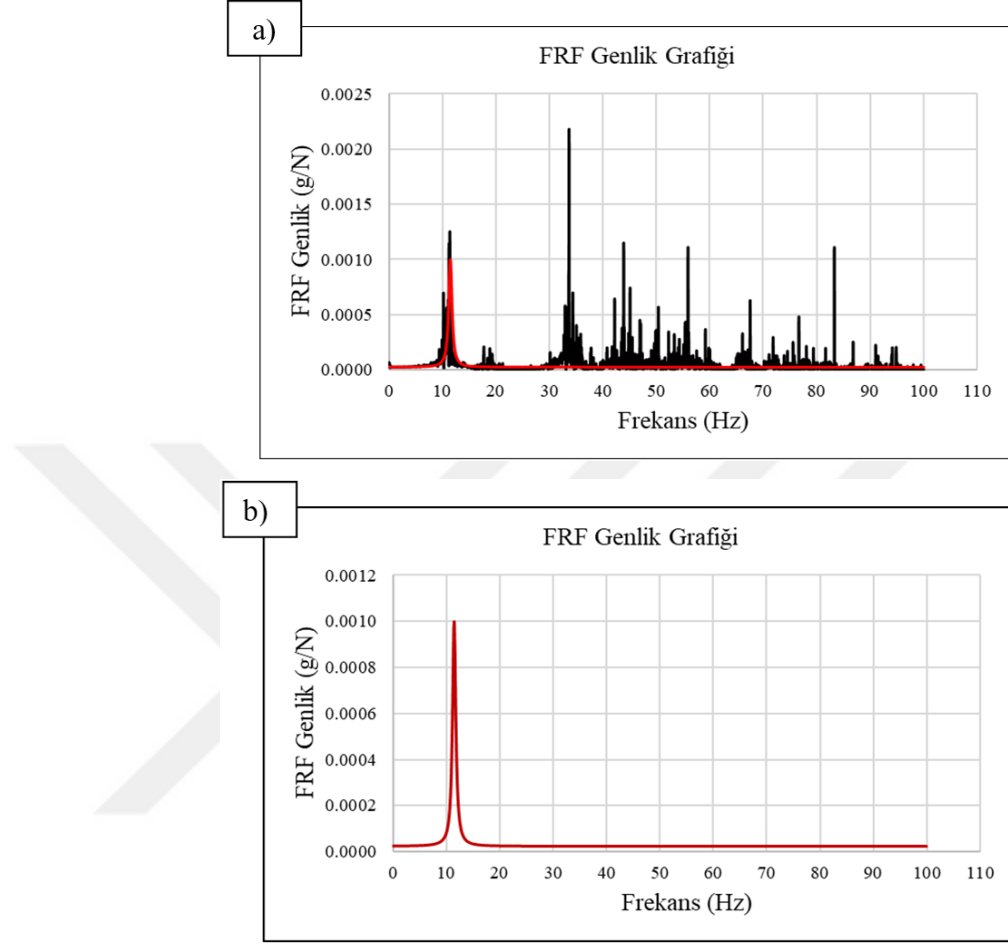 a)
FRF Genlik Grafiği
FRF Genlik (g/N)
0.0025
0.0020
0.0015
0.0010
0.0005
0.0000
0 10 20 30 40 50 60 70 80 90 100 110
Frekans (Hz)
b)
FRF Genlik Grafiği
FRF Genlik (g/N)
0.0012
0.0010
0.0008
0.0006
0.0004
0.0002
0.0000
0 10 20 30 40 50 60 70 80 90 100 110
Frekans (Hz)